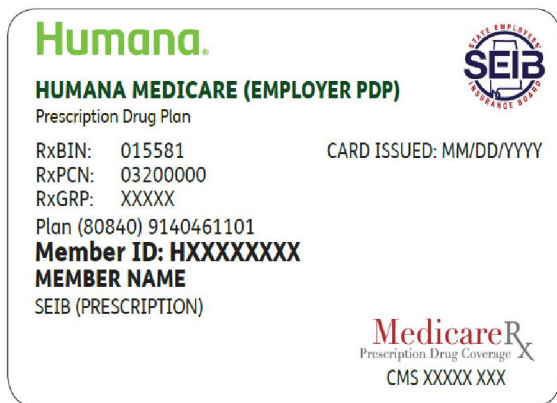 Humana.
STATE EMPLOYEES'
SEIB
INSURANCE BOARD
HUMANA MEDICARE (EMPLOYER PDP)
Prescription Drug Plan
RxBIN: 015581 CARD ISSUED: MM/DD/YYYY
RxPCN: 03200000
RxGRP: XXXXX
Plan (80840) 9140461101
Member ID: HXXXXXXXX
MEMBER NAME
SEIB (PRESCRIPTION)
MedicareRx
Prescription Drug Coverage
CMS XXXXX XXX